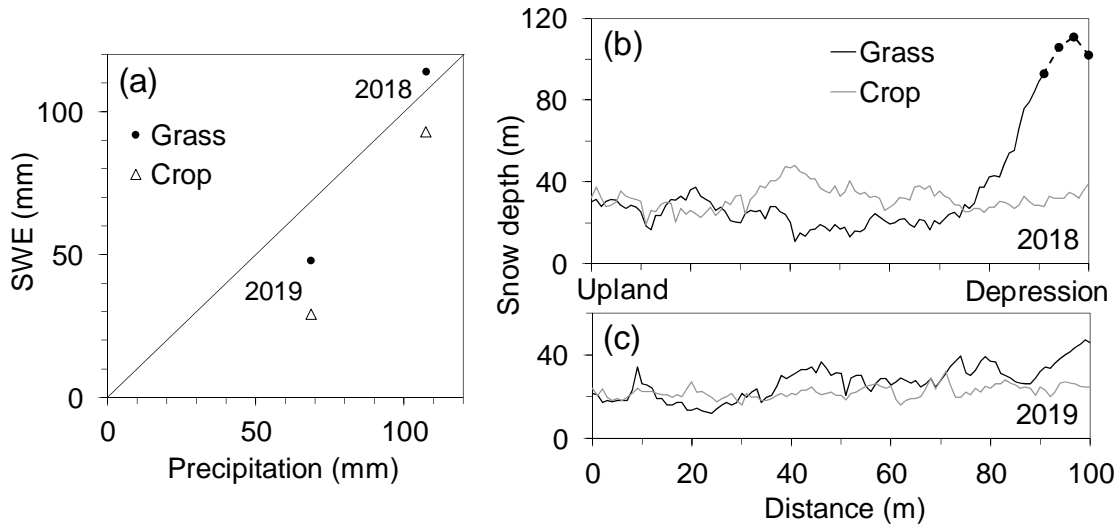 (a)
2018
Grass
Crop
2019
100
50
0
0
50
100
SWE (mm)
Precipitation (mm)
(b)
Grass
Crop
2018
120
80
40
0
Snow depth (m)
Upland
Depression
(c)
2019
40
0
0
20
40
60
80
100
Distance (m)